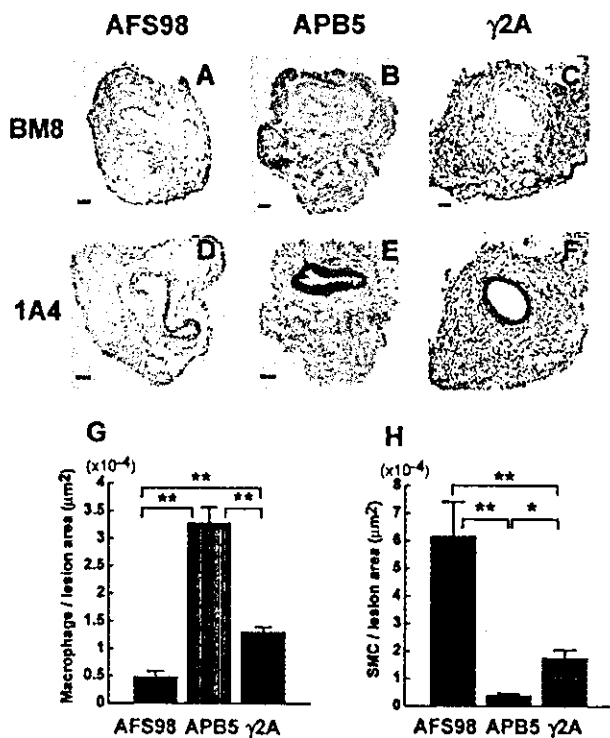 AFS98 APB5 γ2A
BM8
A B C
1A4
D E F
G
(x10-4)
Macrophage / lesion area (μm2)
3.5
3
2.5
2
1.5
1
0.5
0
** ** **
AFS98 APB5 γ2A
H
(x10-4)
SMC / lesion area (μm2)
8
7
6
5
4
3
2
1
0
** ** *
AFS98 APB5 γ2A